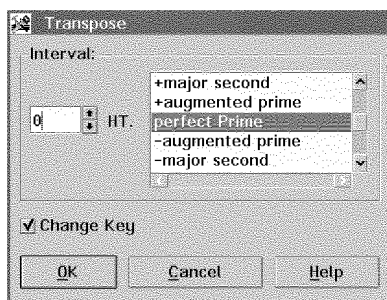 Transpose
Interval:
+major second
+augmented prime
0 HT. perfect Prime
-augmented prime
-major second
Change Key
OK Cancel Help